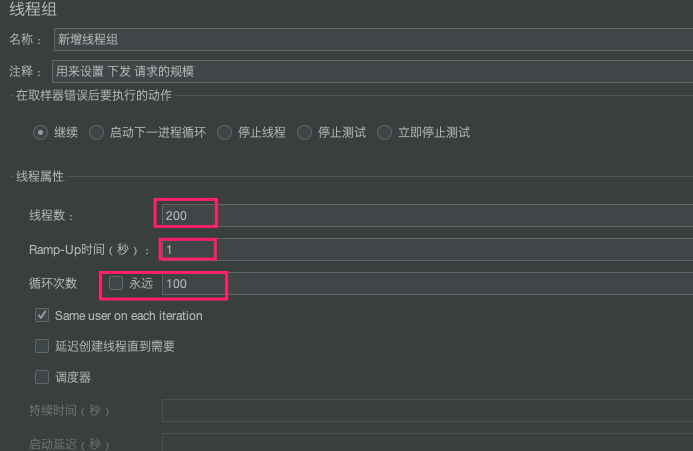 线程组
名称： 新增线程组
注释： 用来设置 下发 请求的规模
在取样器错误后要执行的动作
继续 启动下一进程循环 停止线程 停止测试 立即停止测试
线程属性
线程数： 200
Ramp-Up时间（秒）： 1
循环次数 永远 100
Same user on each iteration
延迟创建线程直到需要
调度器
持续时间（秒）
启动延迟（秒）